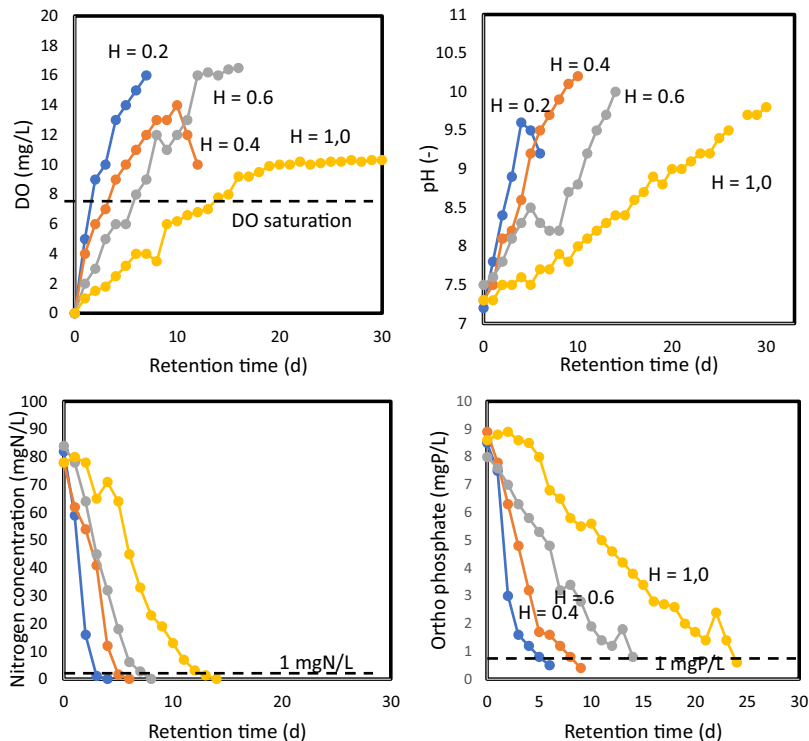 20
18
16
14
12
10
8
6
4
2
0
DO (mg/L)
H = 0.2
H = 0.6
H = 0.4
H = 1,0
DO saturation
0 10 20 30
Retention time (d)
11
10.5
10
9.5
9
8.5
8
7.5
7
pH (-)
H = 0.4
H = 0.2
H = 0.6
H = 1,0
0 10 20 30
Retention time (d)
100
90
80
70
60
50
40
30
20
10
0
Nitrogen concentration (mgN/L)
1 mgN/L
0 10 20 30
Retention time (d)
10
9
8
7
6
5
4
3
2
1
0
Ortho phosphate (mgP/L)
H = 1,0
H = 0.6
H = 0.4
1 mgP/L
0 5 10 15 20 25 30
Retention time (d)